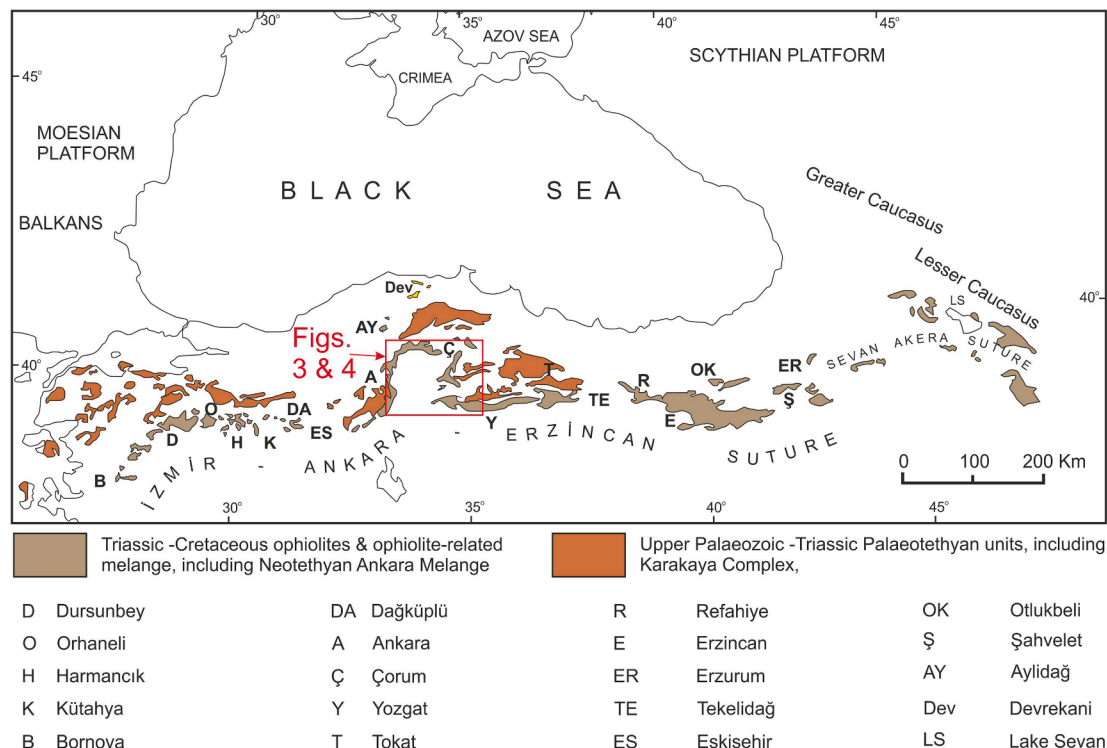 30°
35°
40°
45°
AZOV SEA
SCYTHIAN PLATFORM
45°
CRIMEA
MOESIAN
PLATFORM
BLACK SEA
Greater Caucasus
BALKANS
Lesser Caucasus
Dev
LS
40°
AY
Figs.
3 & 4
Ç
SEVAN AKERA SUTURE
40°
A
T
R
OK
ER
O
DA
TE
Ş
D
H
K
ES
Y
E
B
İZMİR - ANKARA - ERZİNCAN SUTURE
0 100 200 Km
30°
35°
40°
45°
Triassic -Cretaceous ophiolites & ophiolite-related
melange, including Neotethyan Ankara Melange
Upper Palaeozoic -Triassic Palaeotethyan units, including
Karakaya Complex,
D Dursunbey
DA Dağküplü
R Refahiye
OK Otlukbeli
O Orhaneli
A Ankara
E Erzincan
Ş Şahvelet
H Harmancık
Ç Çorum
ER Erzurum
AY Aylidağ
K Kütahya
Y Yozgat
TE Tekelidağ
Dev Devrekani
B Bornova
T Tokat
ES Eskişehir
LS Lake Sevan